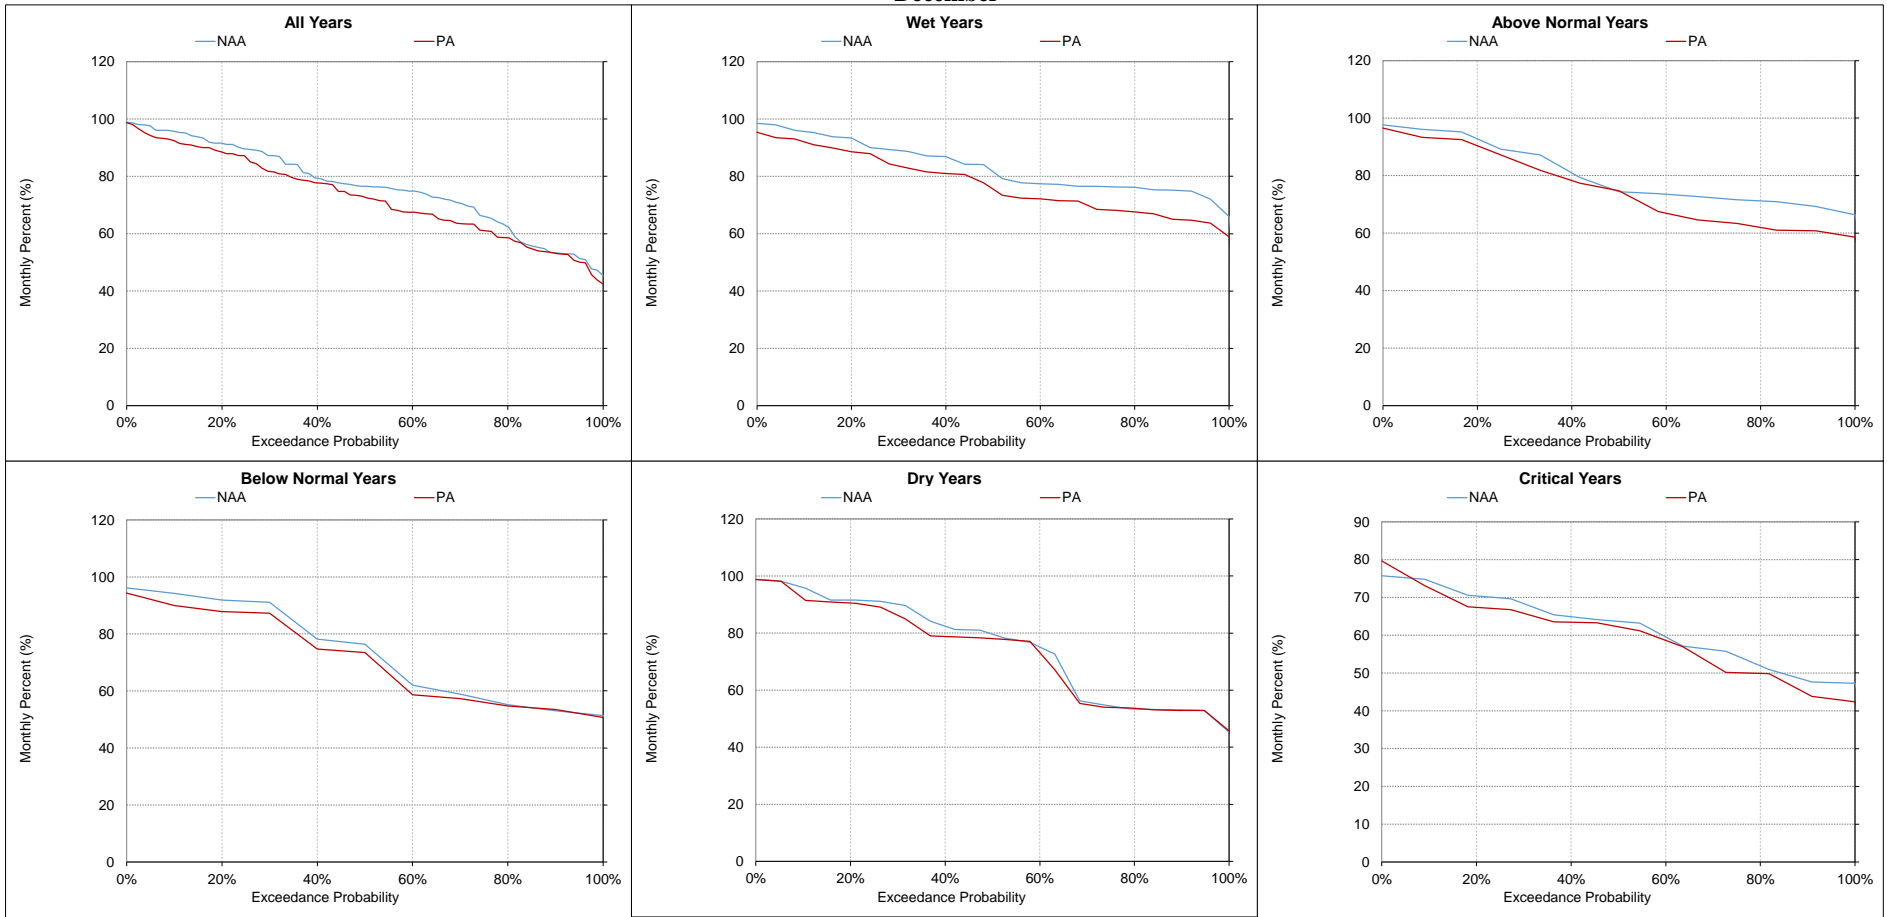 December
All Years
NAA PA
120
100
80
60
40
20
0
Monthly Percent (%)
0% 20% 40% 60% 80% 100%
Exceedance Probability
Wet Years
NAA PA
120
100
80
60
40
20
0
Monthly Percent (%)
0% 20% 40% 60% 80% 100%
Exceedance Probability
Above Normal Years
NAA PA
120
100
80
60
40
20
0
Monthly Percent (%)
0% 20% 40% 60% 80% 100%
Exceedance Probability
Below Normal Years
NAA PA
120
100
80
60
40
20
0
Monthly Percent (%)
0% 20% 40% 60% 80% 100%
Exceedance Probability
Dry Years
NAA PA
120
100
80
60
40
20
0
Monthly Percent (%)
0% 20% 40% 60% 80% 100%
Exceedance Probability
Critical Years
NAA PA
90
80
70
60
50
40
30
20
10
0
Monthly Percent (%)
0% 20% 40% 60% 80% 100%
Exceedance Probability